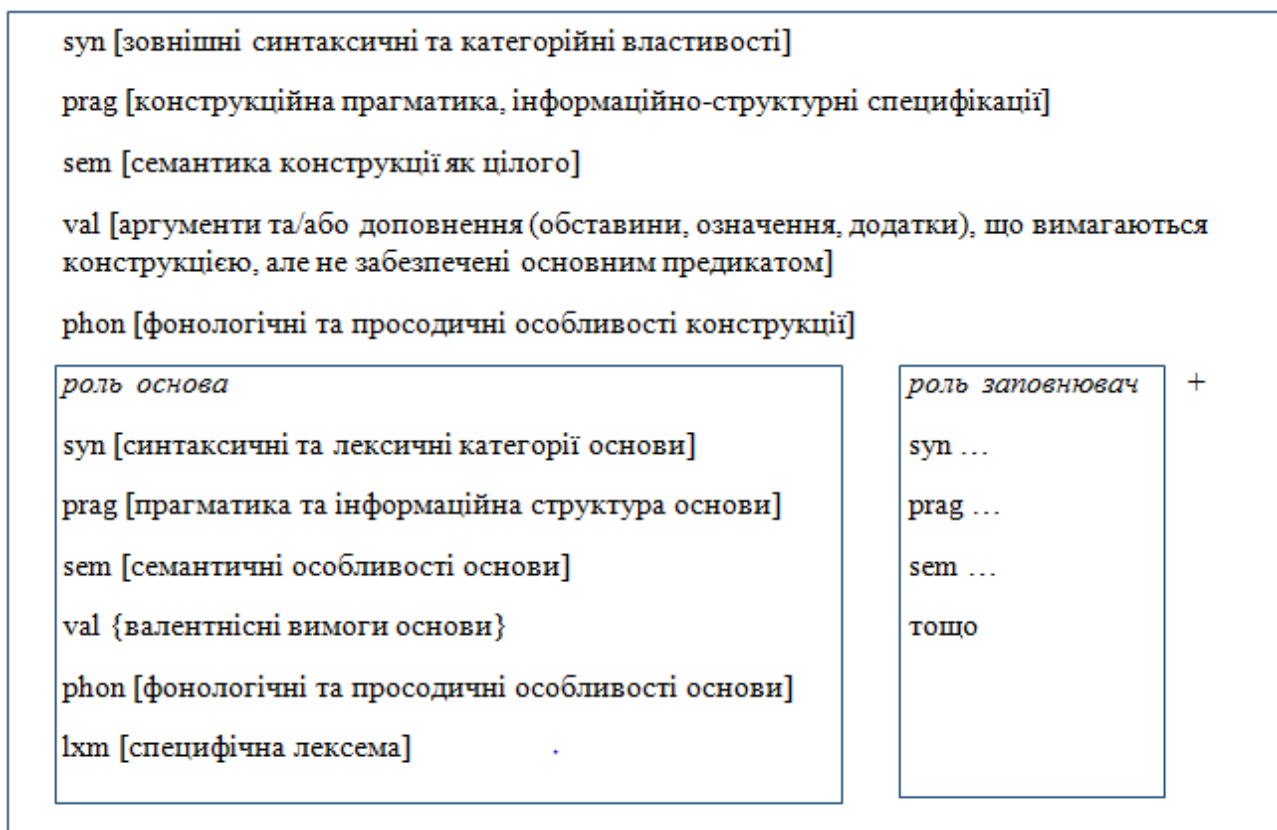 syn [зовнішні синтаксичні та категорійні властивості]
prag [конструкційна прагматика, інформаційно-структурні специфікації]
sem [семантика конструкції як цілого]
val [аргументи та/або доповнення (обставини, означення, додатки), що вимагаються
конструкцією, але не забезпечені основним предикатом]
phon [фонологічні та просодичні особливості конструкції]
роль основа
syn [синтаксичні та лексичні категорії основи]
prag [прагматика та інформаційна структура основи]
sem [семантичні особливості основи]
val {валентнісні вимоги основи}
phon [фонологічні та просодичні особливості основи]
lxm [специфічна лексема]
роль заповнювач +
syn …
prag …
sem …
тощо